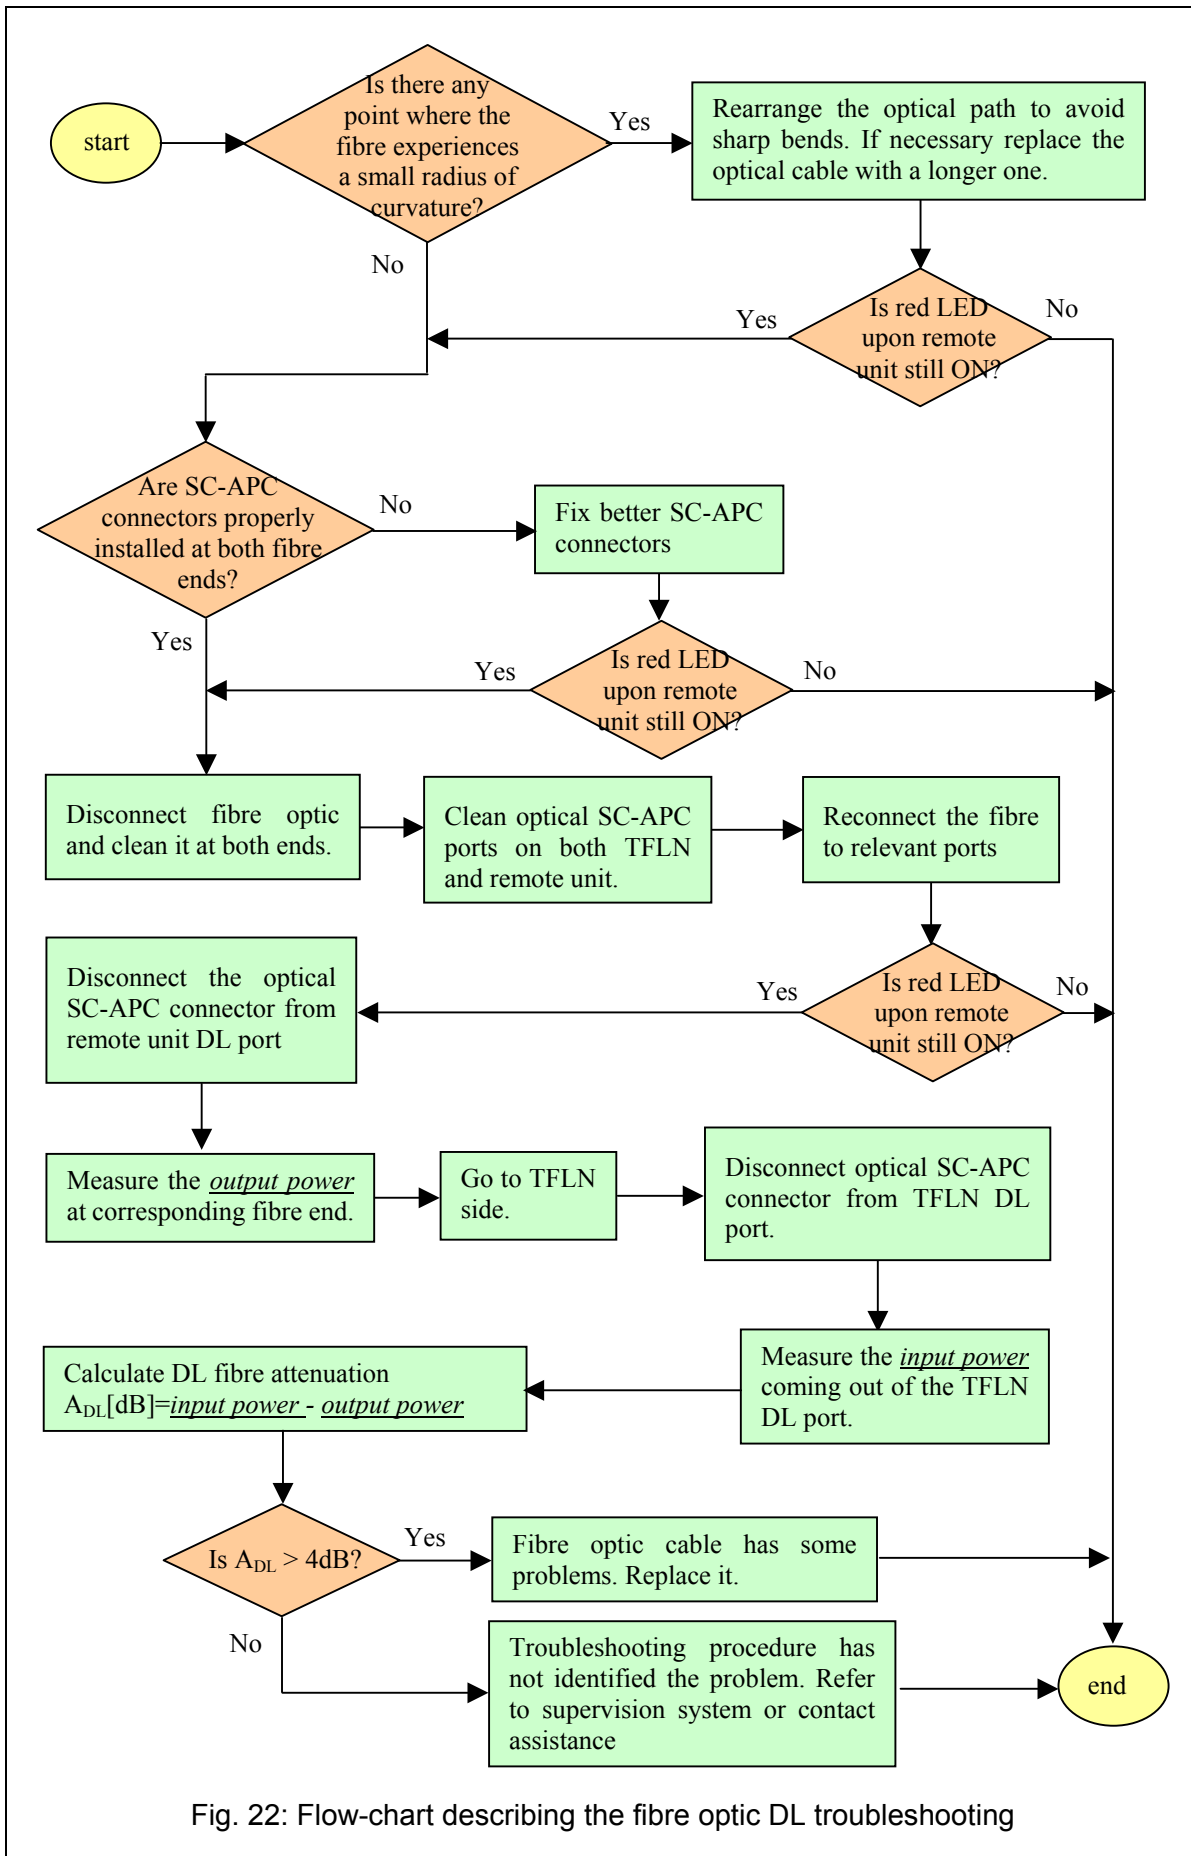 start
Is there any
point where the
fibre experiences
a small radius of
curvature?
Yes
Rearrange the optical path to avoid
sharp bends. If necessary replace the
optical cable with a longer one.
No
Is red LED
upon remote
unit still ON?
Yes
No
Are SC-APC
connectors properly
installed at both fibre
ends?
No
Fix better SC-APC
connectors
Yes
Is red LED
upon remote
unit still ON?
Yes
No
Disconnect fibre optic
and clean it at both ends.
Clean optical SC-APC
ports on both TFLN
and remote unit.
Reconnect the fibre
to relevant ports
Is red LED
upon remote
unit still ON?
Yes
No
Disconnect the optical
SC-APC connector from
remote unit DL port
Measure the output power
at corresponding fibre end.
Go to TFLN
side.
Disconnect optical SC-APC
connector from TFLN DL
port.
Measure the input power
coming out of the TFLN
DL port.
Calculate DL fibre attenuation
ADL[dB]=input power - output power
Is ADL > 4dB?
Yes
Fibre optic cable has some
problems. Replace it.
No
Troubleshooting procedure has
not identified the problem. Refer
to supervision system or contact
assistance
end
Fig. 22: Flow-chart describing the fibre optic DL troubleshooting